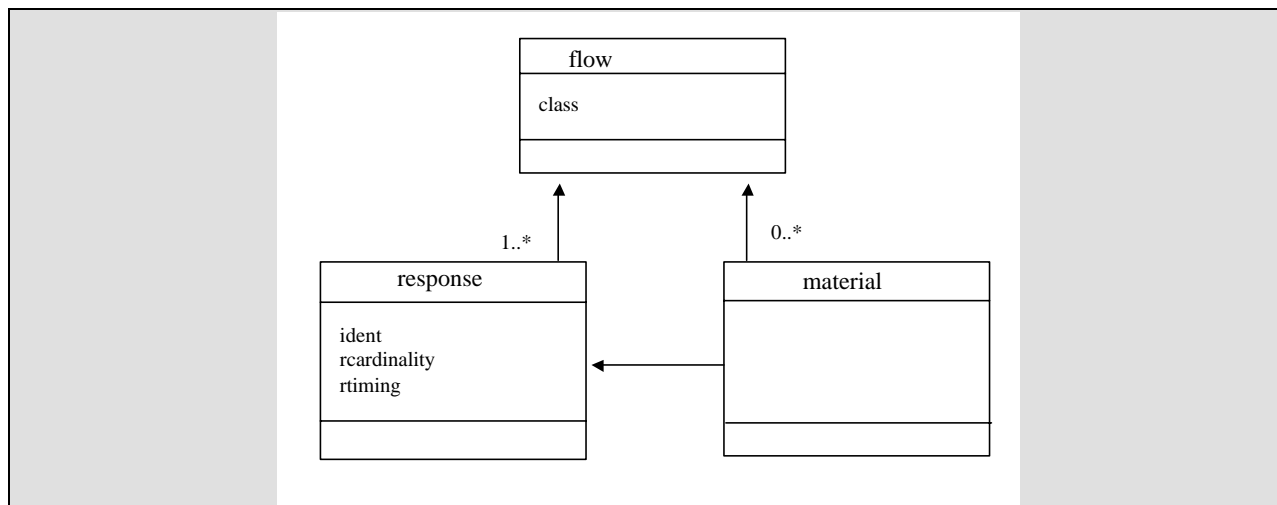 flow
class
1..*
0..*
response
material
ident
rcardinality
rtiming